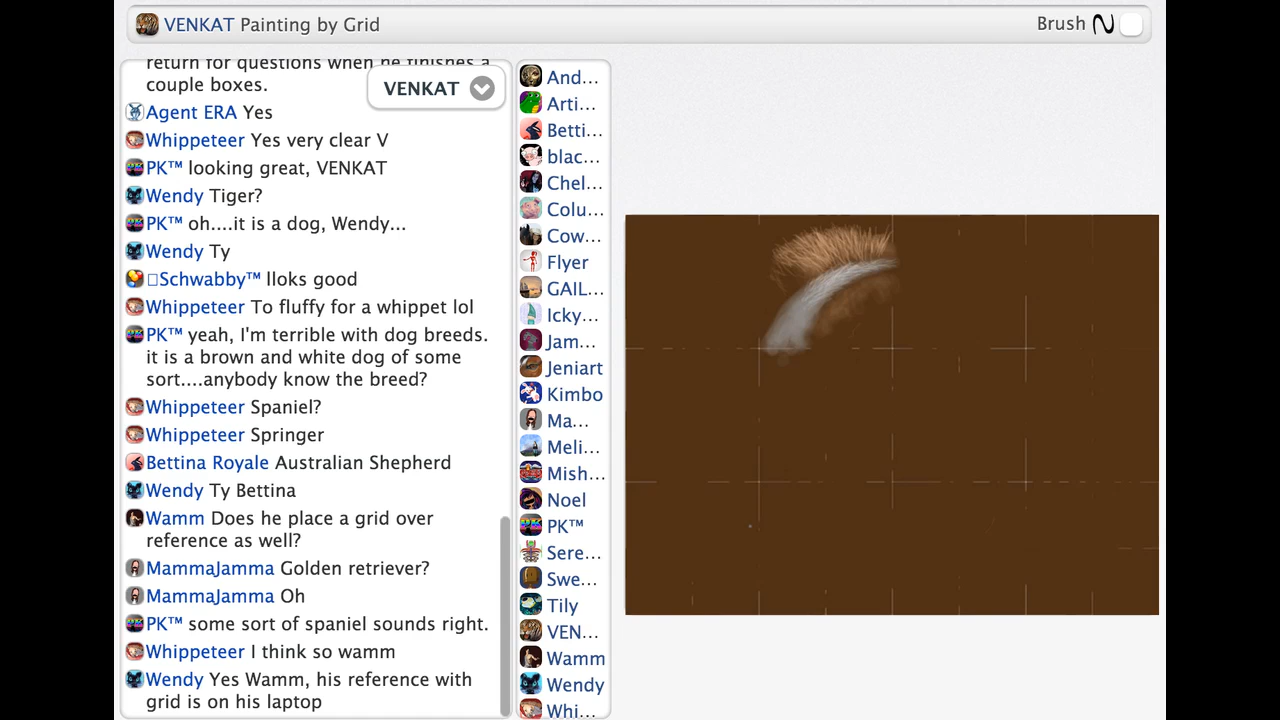 VENKAT Painting by Grid
Brush
return for questions when he finishes a
couple boxes.
VENKAT
Agent ERA Yes
Whippeteer Yes very clear V
PK™ looking great, VENKAT
Wendy Tiger?
PK™ oh....it is a dog, Wendy...
Wendy Ty
Schwabby™ lloks good
Whippeteer To fluffy for a whippet lol
PK™ yeah, I'm terrible with dog breeds.
it is a brown and white dog of some
sort....anybody know the breed?
Whippeteer Spaniel?
Whippeteer Springer
Bettina Royale Australian Shepherd
Wendy Ty Bettina
Wamm Does he place a grid over
reference as well?
MammaJamma Golden retriever?
MammaJamma Oh
PK™ some sort of spaniel sounds right.
Whippeteer I think so wamm
Wendy Yes Wamm, his reference with
grid is on his laptop
And...
Arti...
Betti...
blac...
Chel...
Colu...
Cow...
Flyer
GAIL...
Icky...
Jam...
Jeniart
Kimbo
Ma...
Meli...
Mish...
Noel
PK™
Sere...
Swe...
Tily
VEN...
Wamm
Wendy
Whi...